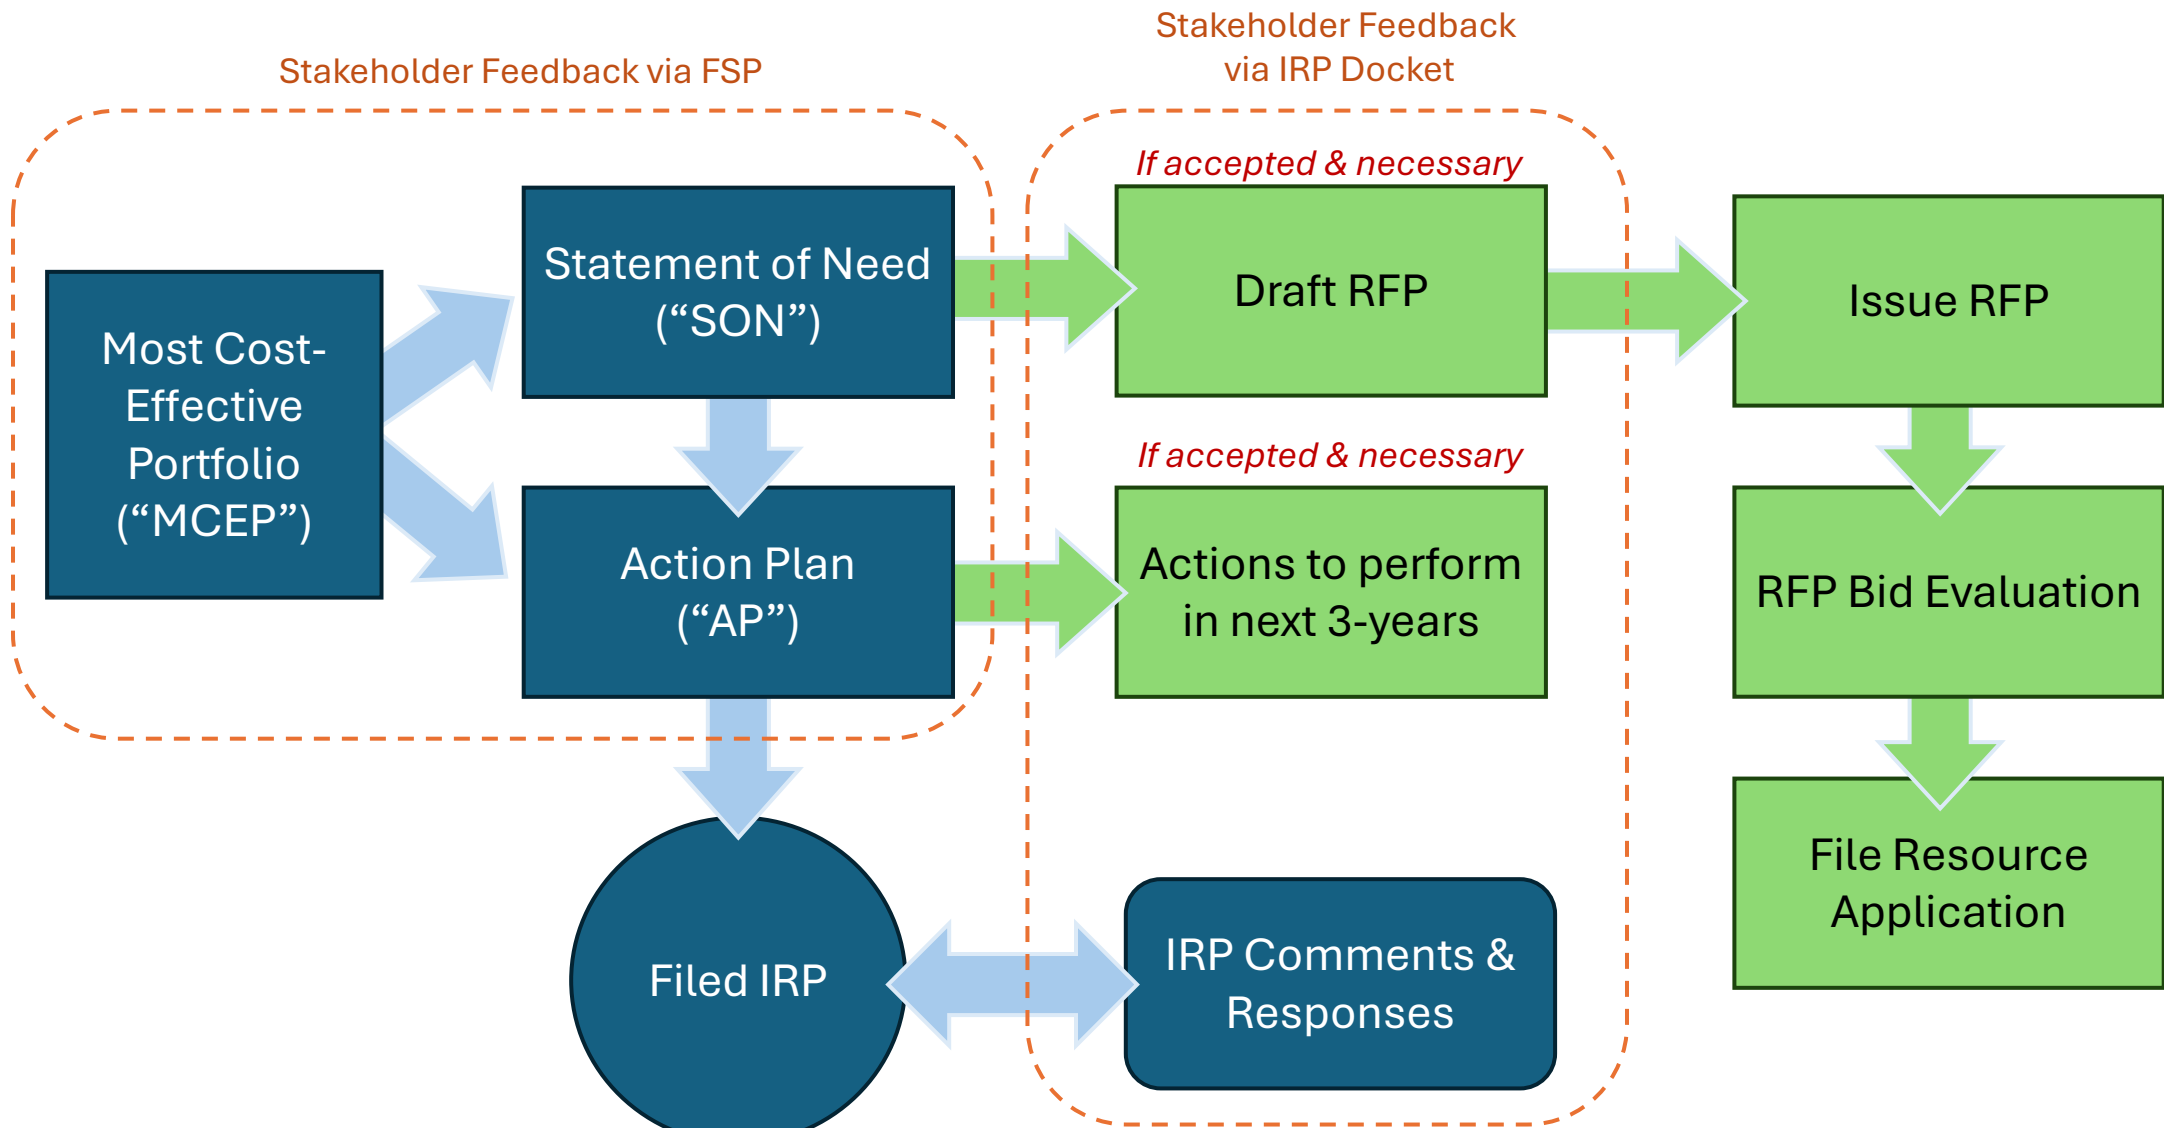 Stakeholder Feedback via FSP
Stakeholder Feedback
via IRP Docket
Most Cost-
Effective
Portfolio
(“MCEP”)
Statement of Need
(“SON”)
Action Plan
(“AP”)
Filed IRP
If accepted & necessary
Draft RFP
If accepted & necessary
Actions to perform
in next 3-years
IRP Comments &
Responses
Issue RFP
RFP Bid Evaluation
File Resource
Application